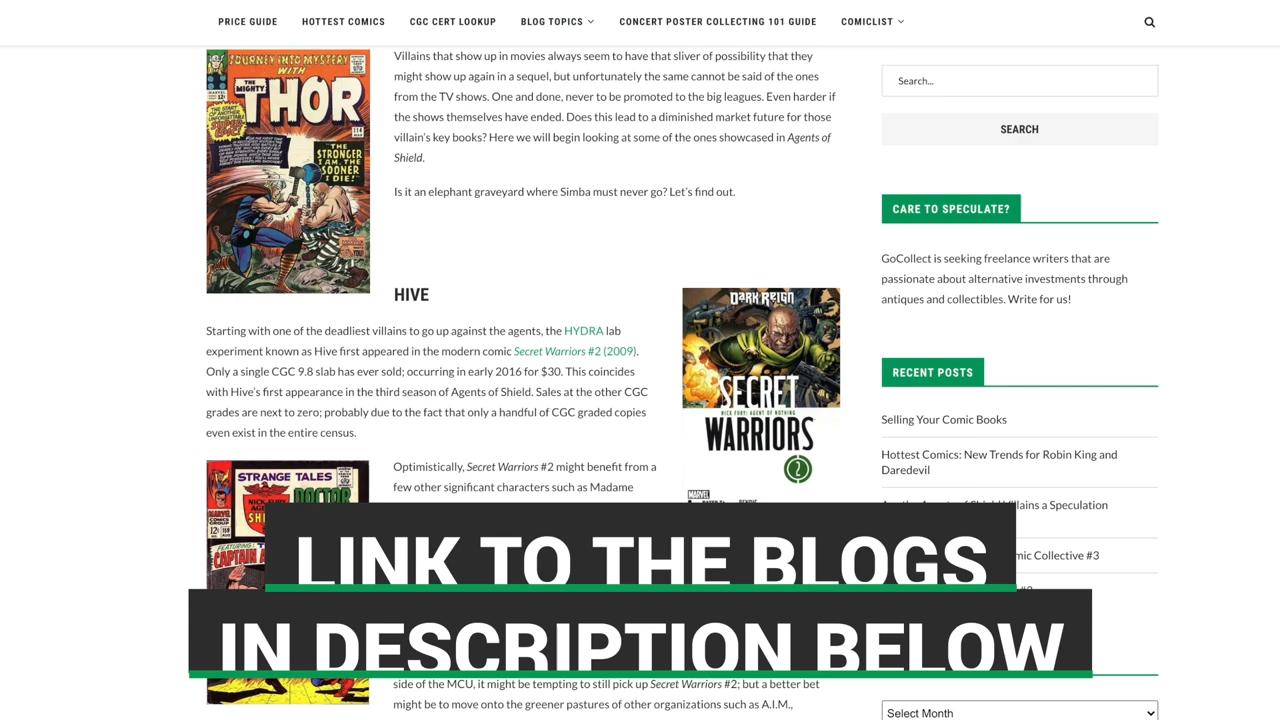 PRICE GUIDE
HOTTEST COMICS
CGC CERT LOOKUP
BLOG TOPICS
CONCERT POSTER COLLECTING 101 GUIDE
COMICLIST
JOURNEY INTO MYSTERY
WITH
THE MIGHTY
THOR
114
"THE STRONGER
I AM, THE
SOONER
I DIE!"
Villains that show up in movies always seem to have that sliver of possibility that they
might show up again in a sequel, but unfortunately the same cannot be said of the ones
from the TV shows. One and done, never to be promoted to the big leagues. Even harder if
the shows themselves have ended. Does this lead to a diminished market future for those
villain's key books? Here we will begin looking at some of the ones showcased in Agents of
Shield.
Is it an elephant graveyard where Simba must never go? Let's find out.
HIVE
Starting with one of the deadliest villains to go up against the agents, the HYDRA lab
experiment known as Hive first appeared in the modern comic Secret Warriors #2 (2009).
Only a single CGC 9.8 slab has ever sold; occurring in early 2016 for $30. This coincides
with Hive's first appearance in the third season of Agents of Shield. Sales at the other CGC
grades are next to zero; probably due to the fact that only a handful of CGC graded copies
even exist in the entire census.
DARK REIGN
SECRET
NICK FURY: AGENT OF NOTHING
WARRIORS
2
MARVEL
STRANGE TALES
DOCTOR
NICK FURY
12¢
159
FEATURING:
CAPTAIN A
Optimistically, Secret Warriors #2 might benefit from a
few other significant characters such as Madame
LINK TO THE BLOGS
IN DESCRIPTION BELOW
side of the MCU, it might be tempting to still pick up Secret Warriors #2; but a better bet
might be to move onto the greener pastures of other organizations such as A.I.M.,
Search...
SEARCH
CARE TO SPECULATE?
GoCollect is seeking freelance writers that are
passionate about alternative investments through
antiques and collectibles. Write for us!
RECENT POSTS
Selling Your Comic Books
Hottest Comics: New Trends for Robin King and
Daredevil
Villains a Speculation
mic Collective #3
Select Month